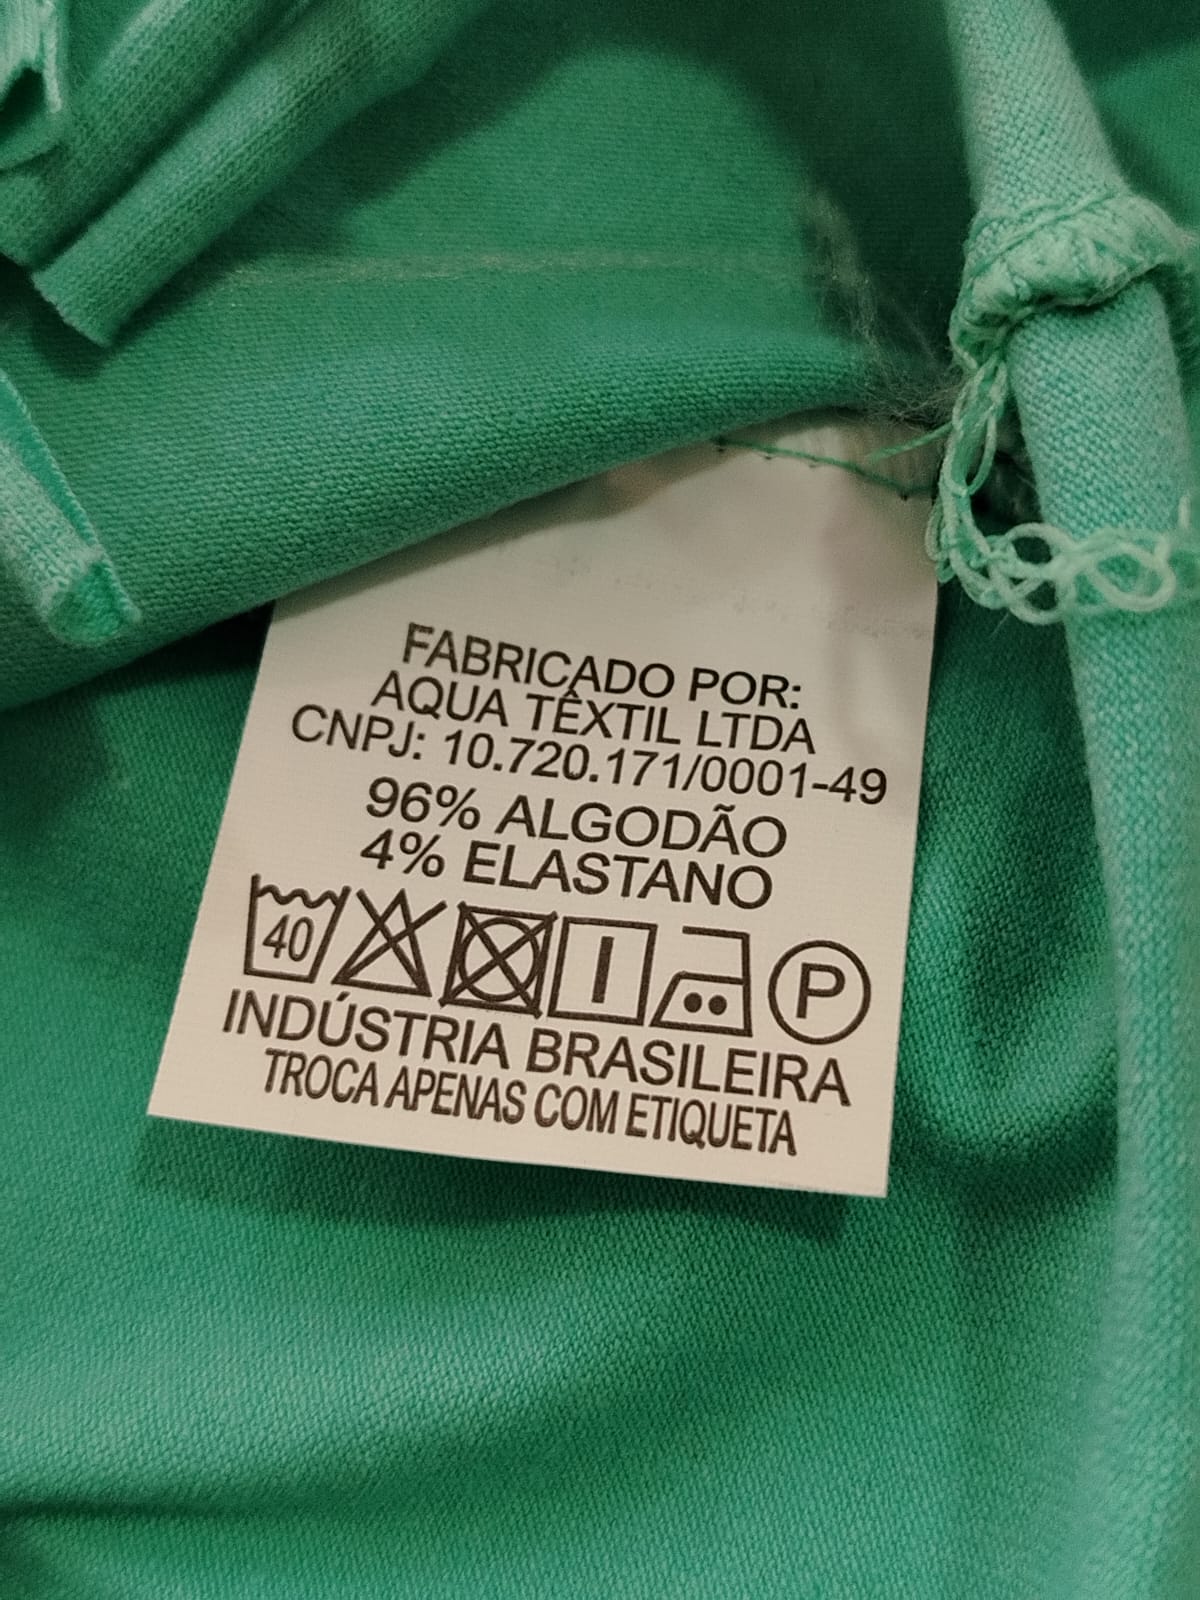 FABRICADO POR:
AQUA TÊXTIL LTDA
CNPJ: 10.720.171/0001-49
96% ALGODÃO
4% ELASTANO
40 P
INDÚSTRIA BRASILEIRA
TROCA APENAS COM ETIQUETA